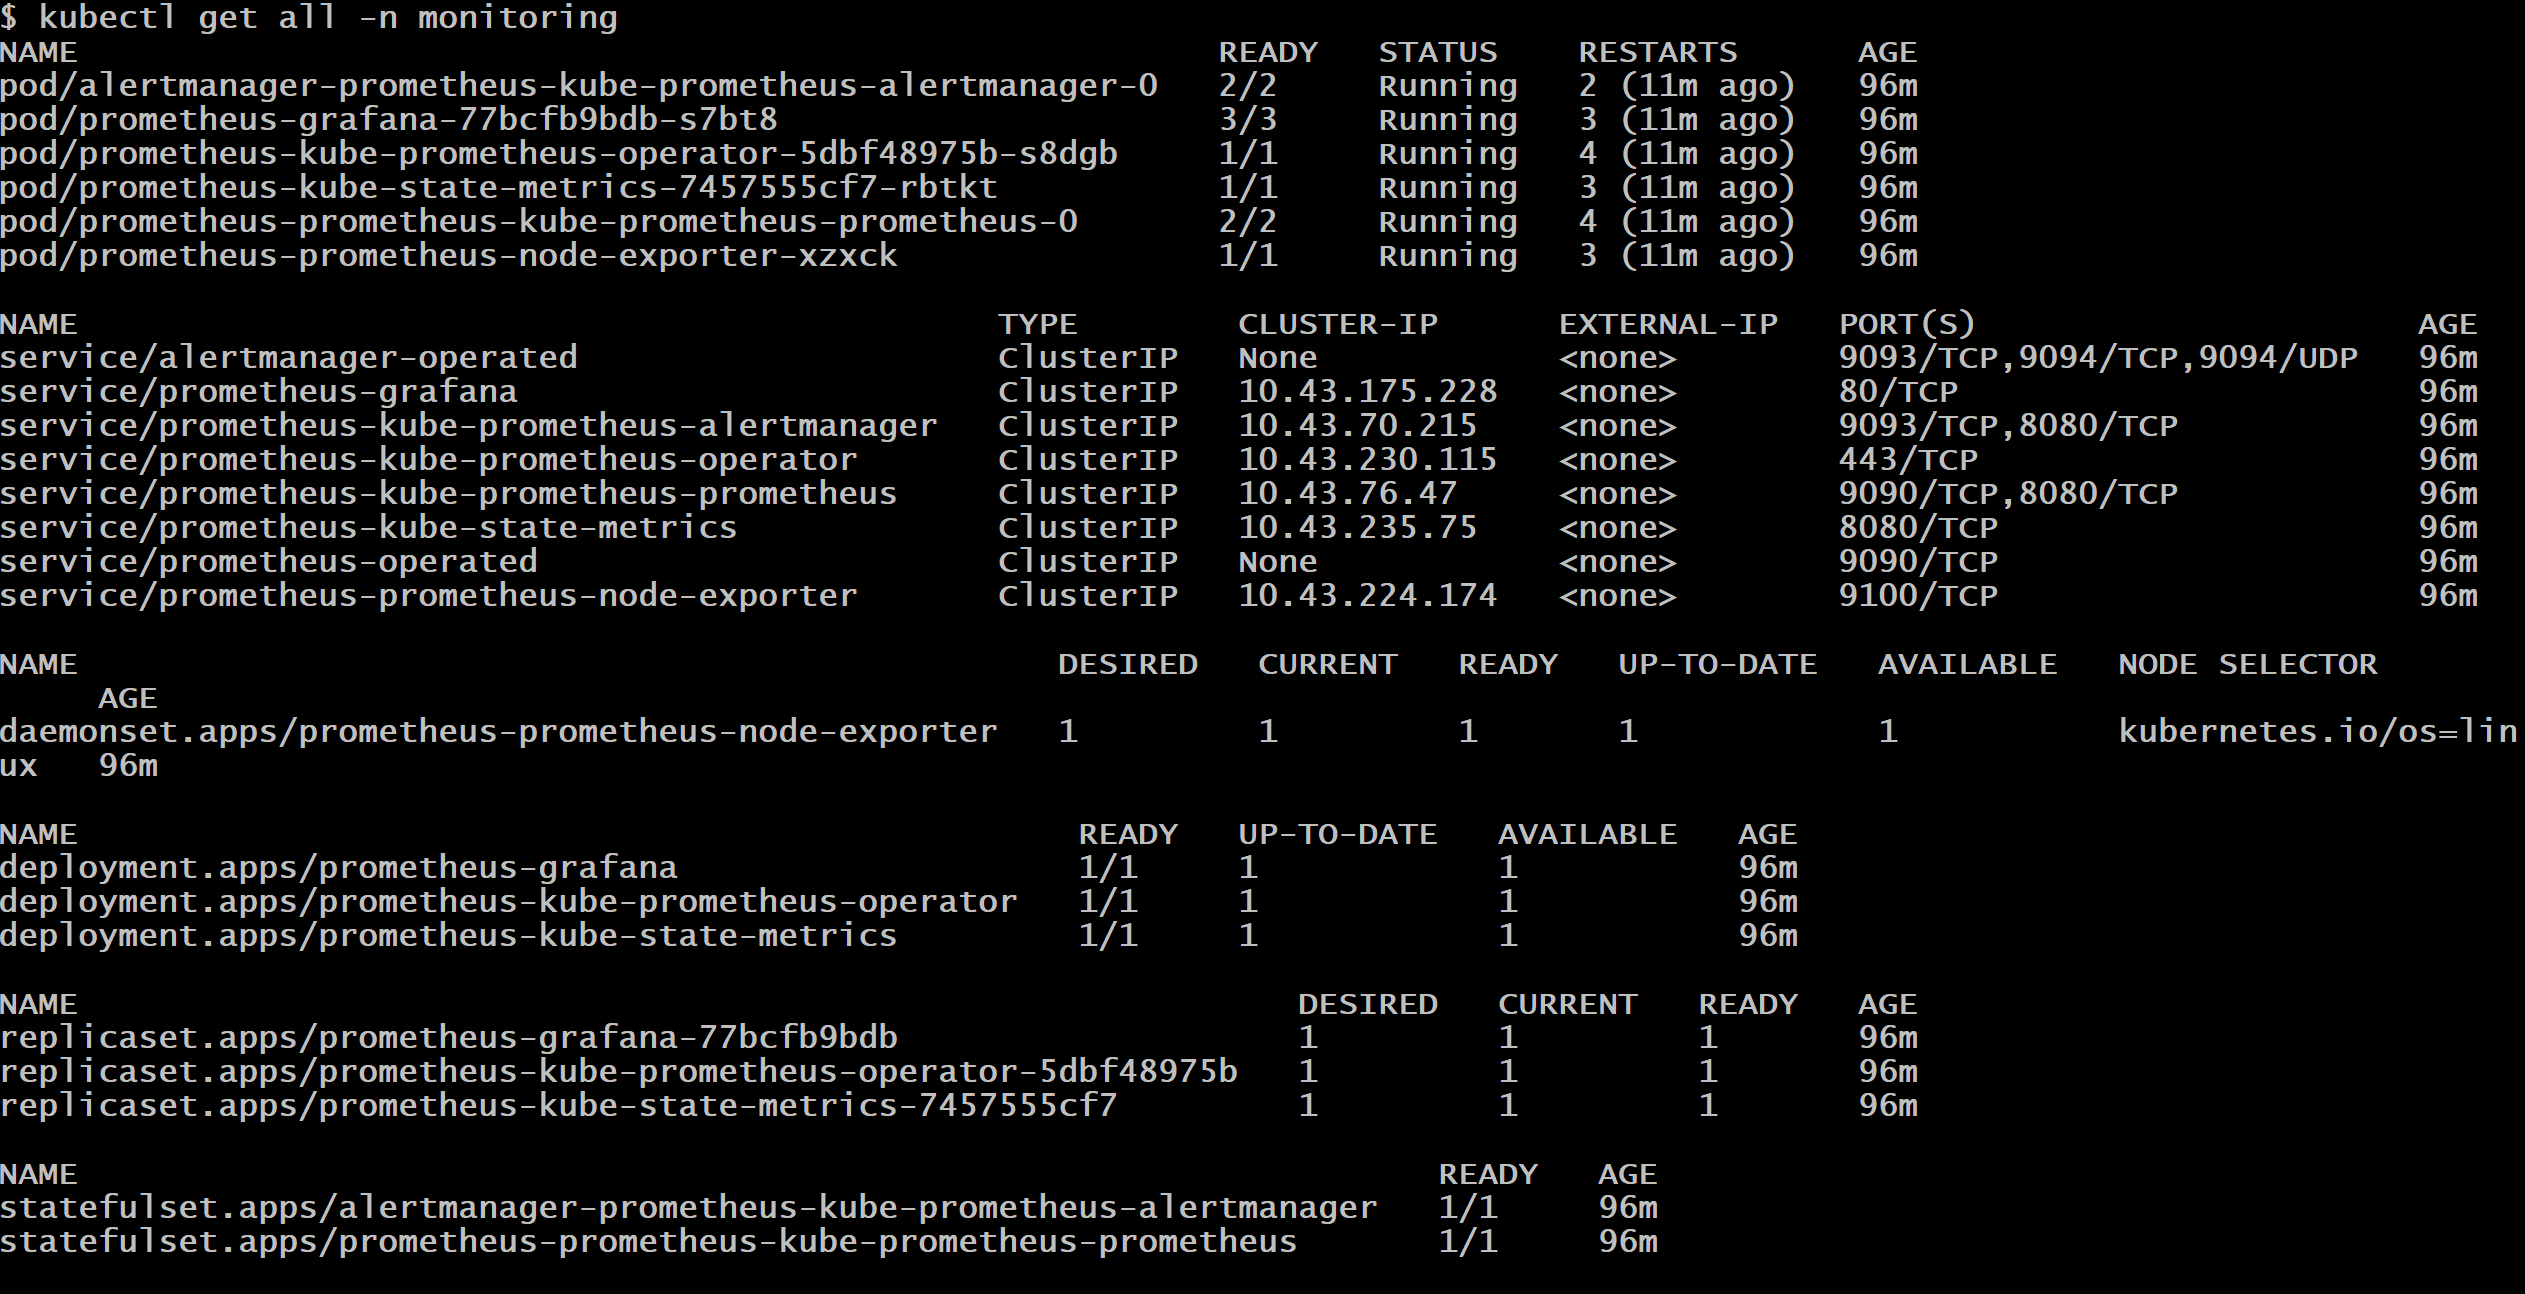 $ kubectl get all -n monitoring
NAME                                                         READY   STATUS    RESTARTS      AGE
pod/alertmanager-prometheus-kube-prometheus-alertmanager-0   2/2     Running   2 (11m ago)   96m
pod/prometheus-grafana-77bcfb9bdb-s7bt8                      3/3     Running   3 (11m ago)   96m
pod/prometheus-kube-prometheus-operator-5dbf48975b-s8dgb     1/1     Running   4 (11m ago)   96m
pod/prometheus-kube-state-metrics-7457555cf7-rbtkt           1/1     Running   3 (11m ago)   96m
pod/prometheus-prometheus-kube-prometheus-prometheus-0       2/2     Running   4 (11m ago)   96m
pod/prometheus-prometheus-node-exporter-xzxck                1/1     Running   3 (11m ago)   96m

NAME                                              TYPE        CLUSTER-IP      EXTERNAL-IP   PORT(S)                      AGE
service/alertmanager-operated                     ClusterIP   None            <none>        9093/TCP,9094/TCP,9094/UDP   96m
service/prometheus-grafana                        ClusterIP   10.43.175.228   <none>        80/TCP                       96m
service/prometheus-kube-prometheus-alertmanager   ClusterIP   10.43.70.215    <none>        9093/TCP,8080/TCP            96m
service/prometheus-kube-prometheus-operator       ClusterIP   10.43.230.115   <none>        443/TCP                      96m
service/prometheus-kube-prometheus-prometheus     ClusterIP   10.43.76.47     <none>        9090/TCP,8080/TCP            96m
service/prometheus-kube-state-metrics             ClusterIP   10.43.235.75    <none>        8080/TCP                     96m
service/prometheus-operated                       ClusterIP   None            <none>        9090/TCP                     96m
service/prometheus-prometheus-node-exporter       ClusterIP   10.43.224.174   <none>        9100/TCP                     96m

NAME                                                 DESIRED   CURRENT   READY   UP-TO-DATE   AVAILABLE   NODE SELECTOR
     AGE
daemonset.apps/prometheus-prometheus-node-exporter   1         1         1       1            1           kubernetes.io/os=lin
ux   96m

NAME                                                  READY   UP-TO-DATE   AVAILABLE   AGE
deployment.apps/prometheus-grafana                    1/1     1            1           96m
deployment.apps/prometheus-kube-prometheus-operator   1/1     1            1           96m
deployment.apps/prometheus-kube-state-metrics         1/1     1            1           96m

NAME                                                             DESIRED   CURRENT   READY   AGE
replicaset.apps/prometheus-grafana-77bcfb9bdb                    1         1         1       96m
replicaset.apps/prometheus-kube-prometheus-operator-5dbf48975b   1         1         1       96m
replicaset.apps/prometheus-kube-state-metrics-7457555cf7         1         1         1       96m

NAME                                                                    READY   AGE
statefulset.apps/alertmanager-prometheus-kube-prometheus-alertmanager   1/1     96m
statefulset.apps/prometheus-prometheus-kube-prometheus-prometheus       1/1     96m